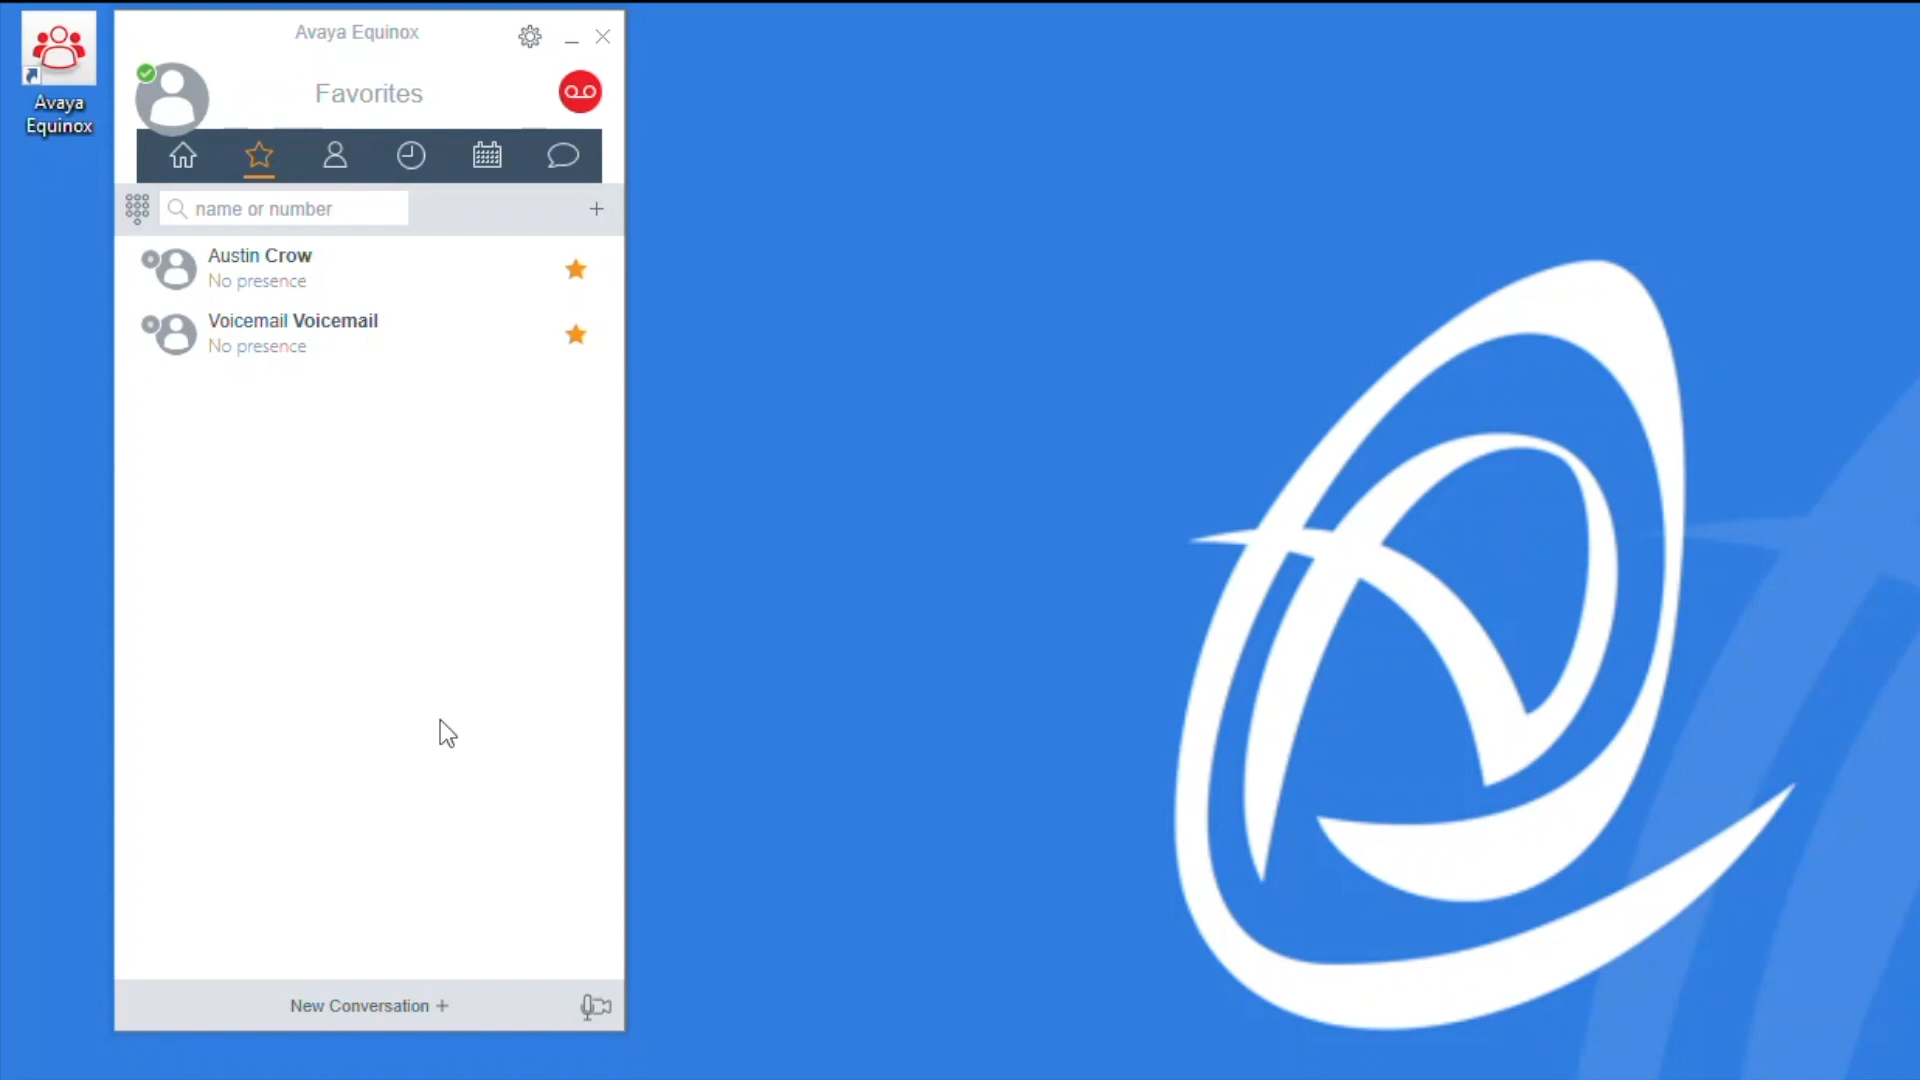 Avaya
Equinox
Avaya Equinox
Favorites
name or number
Austin Crow
No presence
Voicemail Voicemail
No presence
New Conversation +